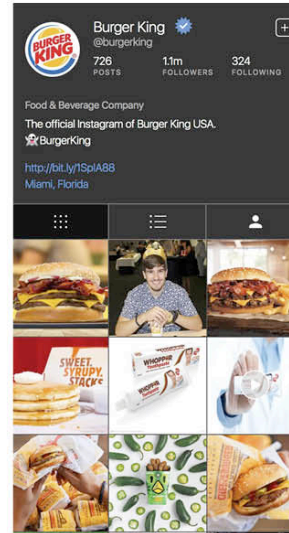 Burger King
@burgerking
726 1.1m 324
POSTS FOLLOWERS FOLLOWING
Food & Beverage Company
The official Instagram of Burger King USA.
BurgerKing
http://bit.ly/1SplA88
Miami, Florida
BURGER
KING
SWEET.
SYRUPY.
STACKS
WHOPPER
Toothpaste